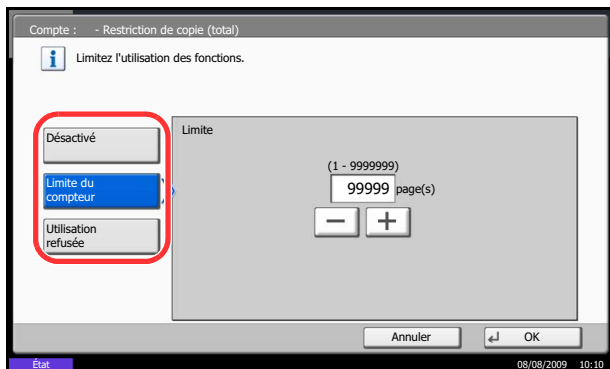 Compte : - Restriction de copie (total)
Limitez l'utilisation des fonctions.
Désactivé
Limite du
compteur
Utilisation
refusée
Limite
(1 - 9999999)
99999 page(s)
Annuler
OK
État
08/08/2009 10:10